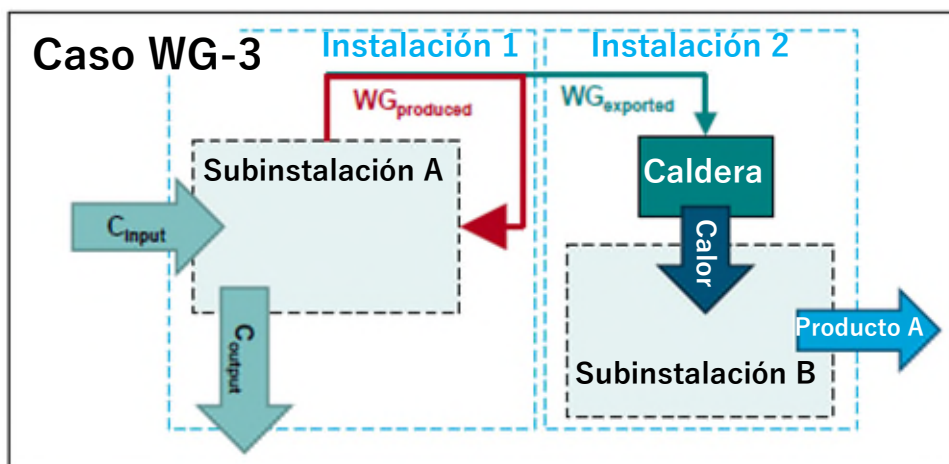 Caso WG-3
Instalación 1
Instalación 2
WGproduced
WGexported
Subinstalación A
Caldera
Cinput
Calor
Coutput
Producto A
Subinstalación B